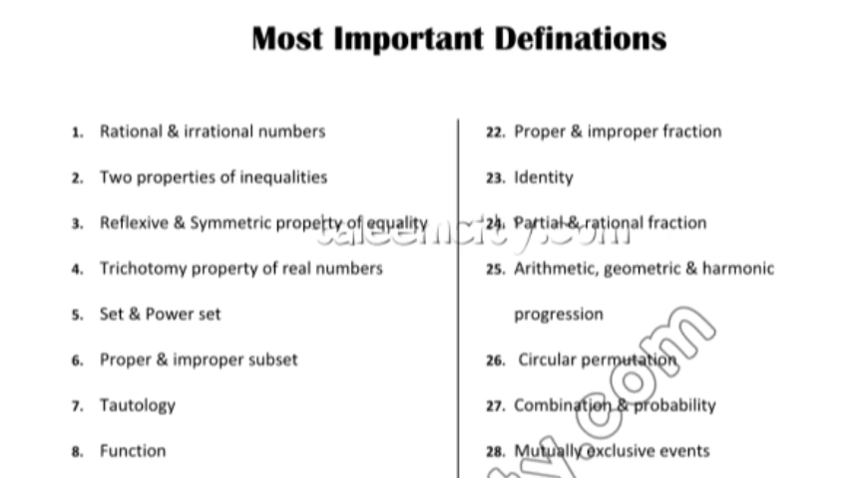 Most Important Definations
1. Rational & irrational numbers
2. Two properties of inequalities
3. Reflexive & Symmetric property of equality
4. Trichotomy property of real numbers
5. Set & Power set
6. Proper & improper subset
7. Tautology
8. Function
22. Proper & improper fraction
23. Identity
24. Partial & rational fraction
25. Arithmetic, geometric & harmonic
progression
26. Circular permutation
27. Combination & probability
28. Mutually exclusive events
taleemcity.com